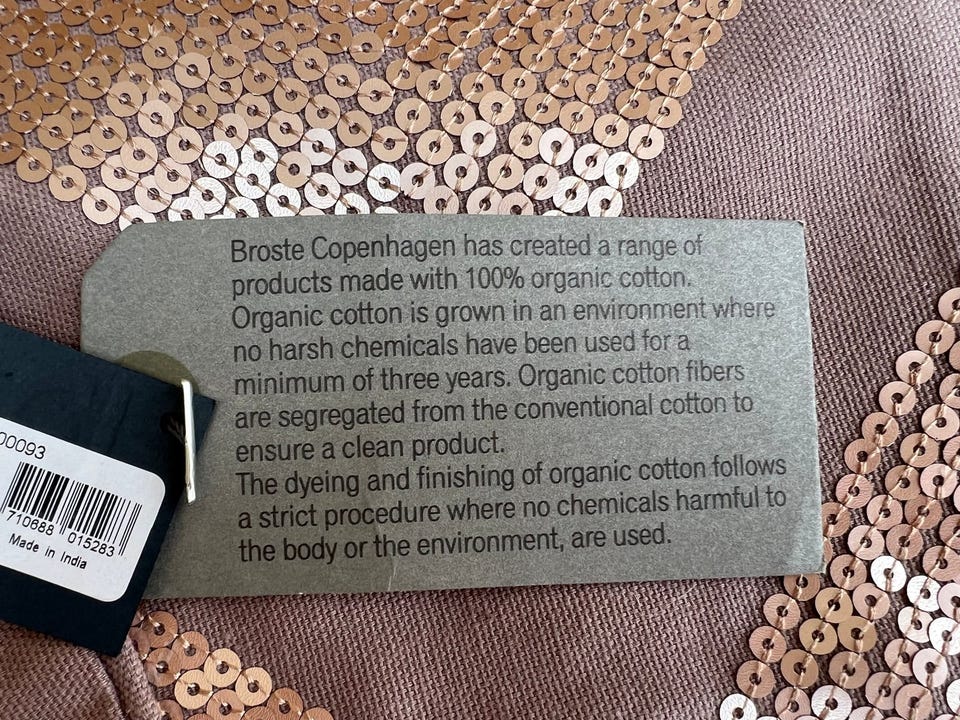 Broste Copenhagen has created a range of
products made with 100% organic cotton.
Organic cotton is grown in an environment where
no harsh chemicals have been used for a
minimum of three years. Organic cotton fibers
are segregated from the conventional cotton to
ensure a clean product.
The dyeing and finishing of organic cotton follows
a strict procedure where no chemicals harmful to
the body or the environment, are used.
00093
710688 015283
Made in India